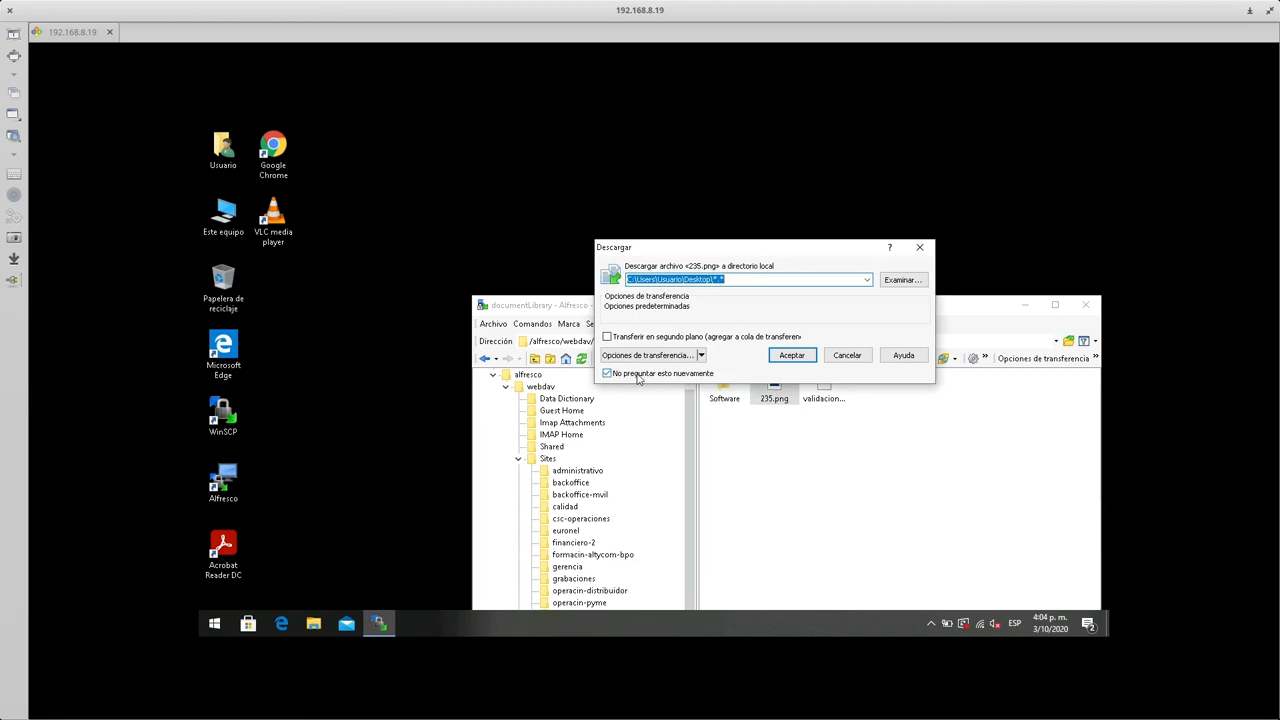 192.168.8.19
192.168.8.19
Usuario
Google
Chrome
Este equipo
VLC media
player
Papelera de
reciclaje
Microsoft
Edge
WinSCP
Alfresco
Acrobat
Reader DC
Descargar
?
Descargar archivo «235.png» a directorio local
C:\Users\Usuario\Desktop\*.*
Examinar...
Opciones de transferencia
Opciones predeterminadas
Transferir en segundo plano (agregar a cola de transferen
Opciones de transferencia...
Aceptar
Cancelar
Ayuda
No preguntar esto nuevamente
documentLibrary - Alfresco -
Archivo Comandos Marca Se
Dirección /alfresco/webdav/
» » Opciones de transferencia
alfresco
webdav
Data Dictionary
Guest Home
Imap Attachments
IMAP Home
Shared
Sites
administrativo
backoffice
backoffice-mvil
calidad
csc-operaciones
euronel
financiero-2
formacin-altycom-bpo
gerencia
grabaciones
operacin-distribuidor
operacin-pyme
Software
235.png
validacion...
ESP
4:04 p. m.
3/10/2020
2